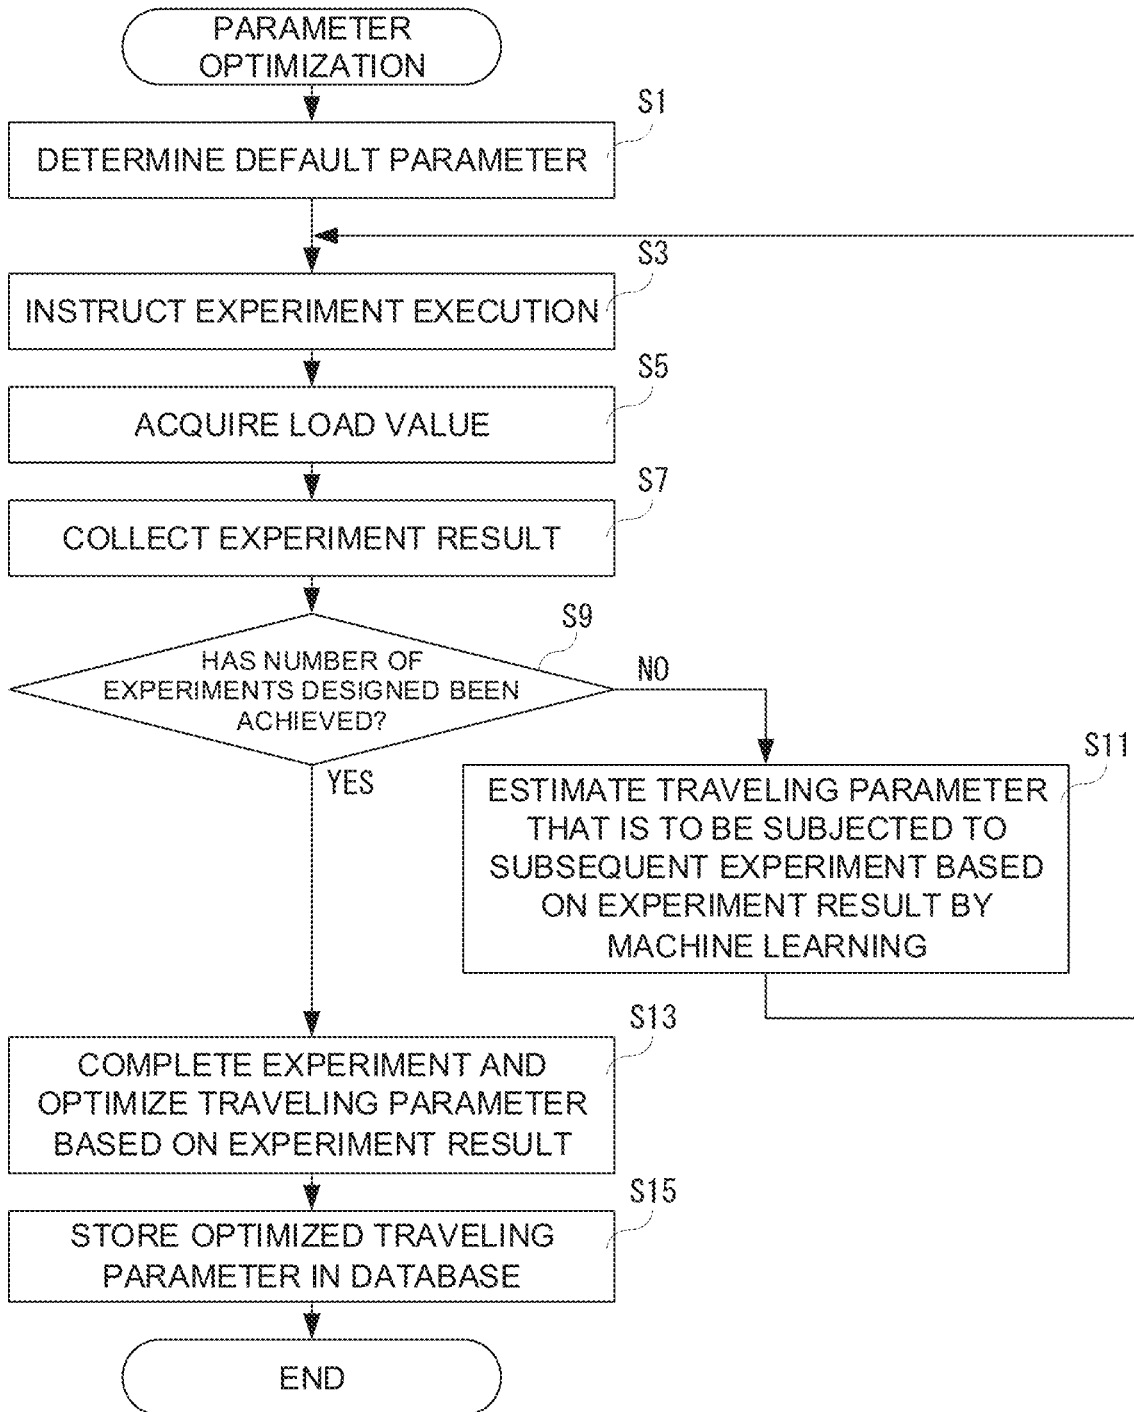 PARAMETER
OPTIMIZATION
S1
DETERMINE DEFAULT PARAMETER
S3
INSTRUCT EXPERIMENT EXECUTION
S5
ACQUIRE LOAD VALUE
S7
COLLECT EXPERIMENT RESULT
S9
HAS NUMBER OF
EXPERIMENTS DESIGNED BEEN
ACHIEVED?
NO
YES
S11
ESTIMATE TRAVELING PARAMETER
THAT IS TO BE SUBJECTED TO
SUBSEQUENT EXPERIMENT BASED
ON EXPERIMENT RESULT BY
MACHINE LEARNING
S13
COMPLETE EXPERIMENT AND
OPTIMIZE TRAVELING PARAMETER
BASED ON EXPERIMENT RESULT
S15
STORE OPTIMIZED TRAVELING
PARAMETER IN DATABASE
END